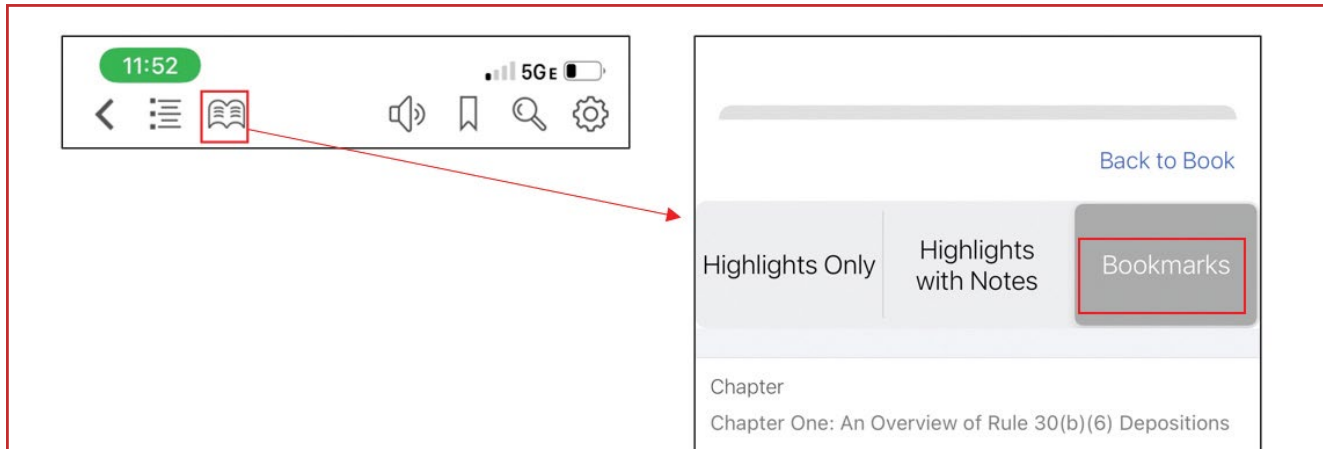 11:52
5GE
Back to Book
Highlights Only
Highlights
with Notes
Bookmarks
Chapter
Chapter One: An Overview of Rule 30(b)(6) Depositions